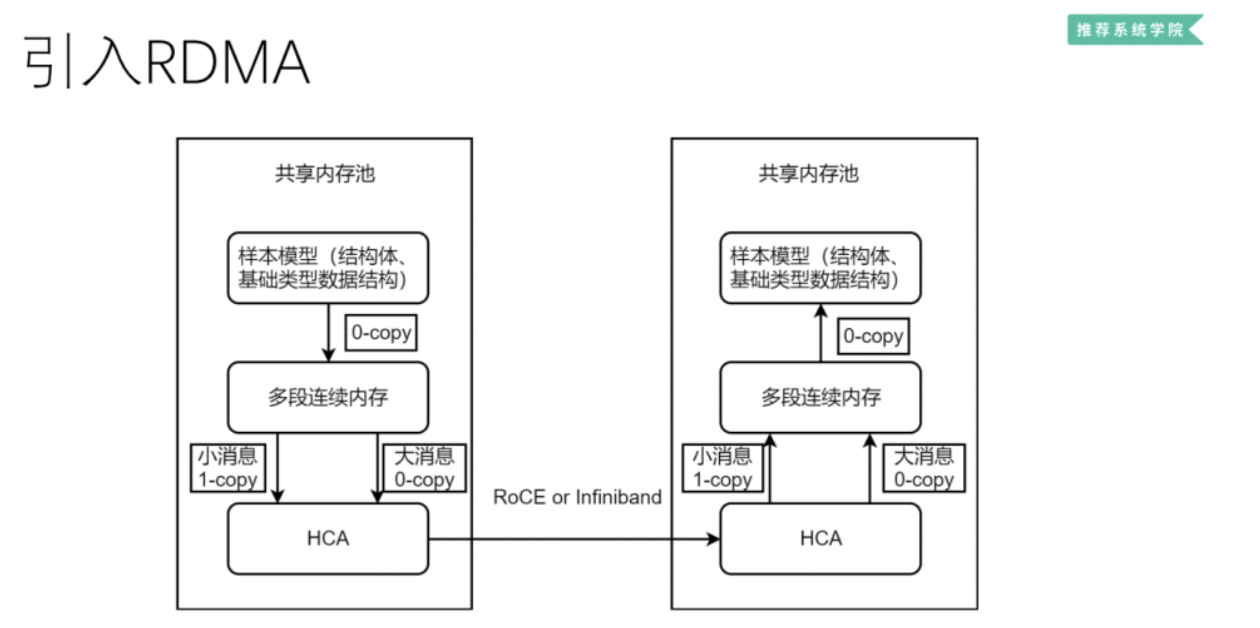 引入RDMA
推荐系统学院
共享内存池
样本模型（结构体、
基础类型数据结构）
0-copy
多段连续内存
小消息
1-copy
大消息
0-copy
HCA
RoCE or Infiniband
共享内存池
样本模型（结构体、
基础类型数据结构）
0-copy
多段连续内存
小消息
1-copy
大消息
0-copy
HCA